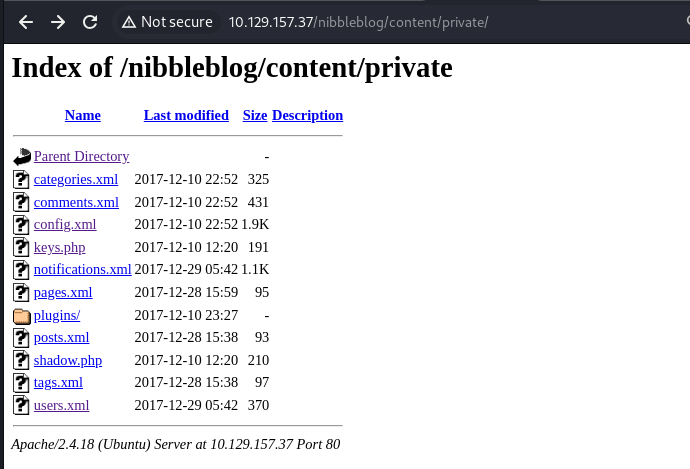 Not secure 10.129.157.37/nibbleblog/content/private/
Index of /nibbleblog/content/private
Name Last modified Size Description
Parent Directory -
categories.xml 2017-12-10 22:52 325
comments.xml 2017-12-10 22:52 431
config.xml 2017-12-10 22:52 1.9K
keys.php 2017-12-10 12:20 191
notifications.xml 2017-12-29 05:42 1.1K
pages.xml 2017-12-28 15:59 95
plugins/ 2017-12-10 23:27 -
posts.xml 2017-12-28 15:38 93
shadow.php 2017-12-10 12:20 210
tags.xml 2017-12-28 15:38 97
users.xml 2017-12-29 05:42 370
Apache/2.4.18 (Ubuntu) Server at 10.129.157.37 Port 80